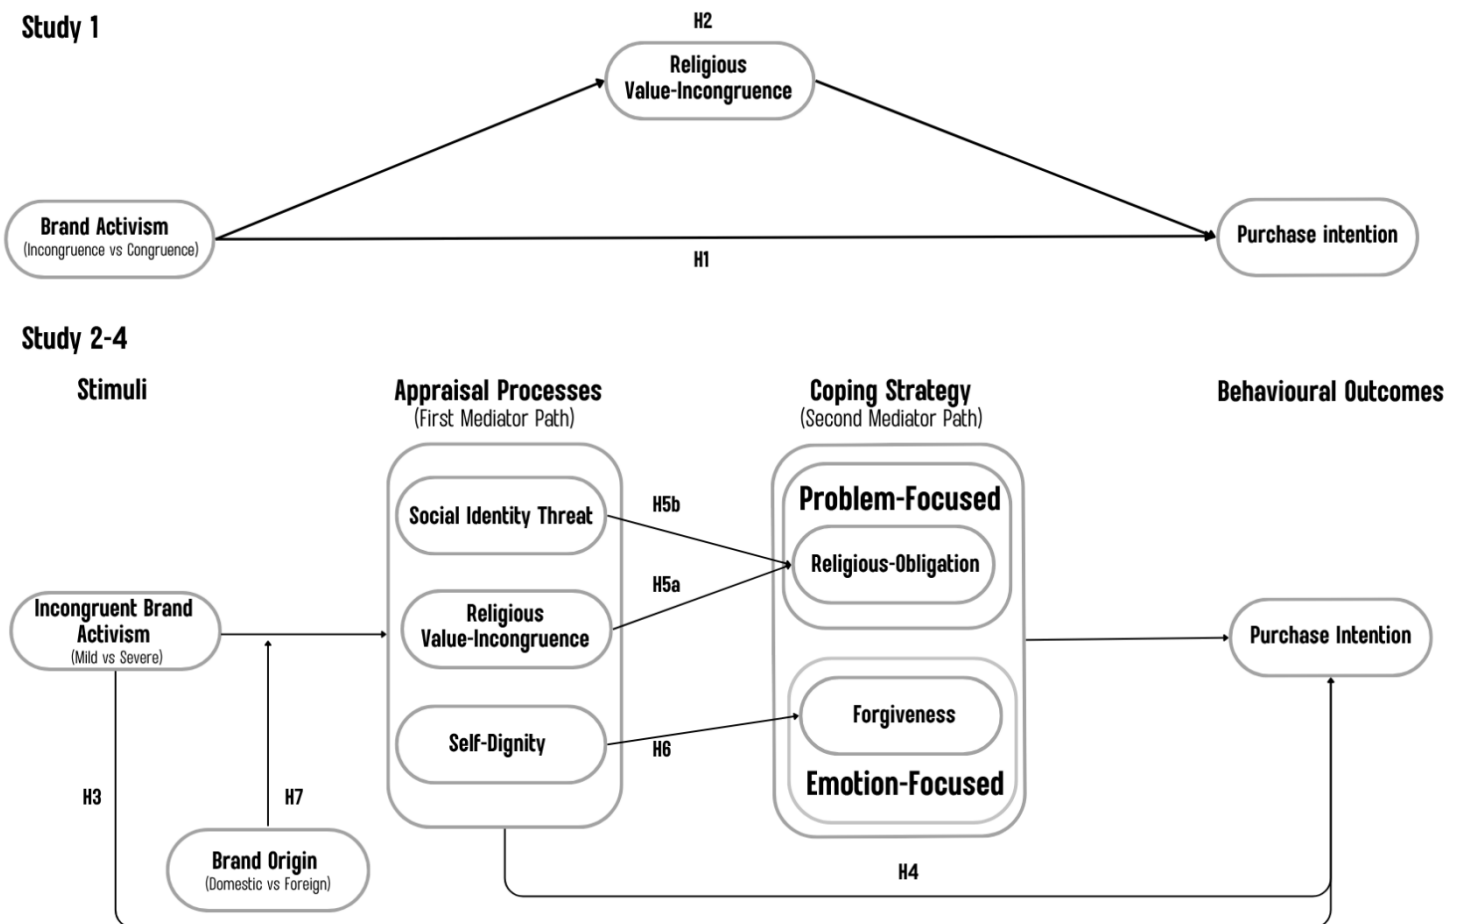 Study 1
H2
Religious
Value-Incongruence
Brand Activism
(Incongruence vs Congruence)
Purchase intention
H1
Study 2-4
Stimuli
Appraisal Processes
(First Mediator Path)
Coping Strategy
(Second Mediator Path)
Behavioural Outcomes
Social Identity Threat
H5b
Problem-Focused
Religious-Obligation
H5a
Religious
Value-Incongruence
Incongruent Brand
Activism
(Mild vs Severe)
Purchase Intention
Self-Dignity
H6
Forgiveness
Emotion-Focused
H3
H7
Brand Origin
(Domestic vs Foreign)
H4